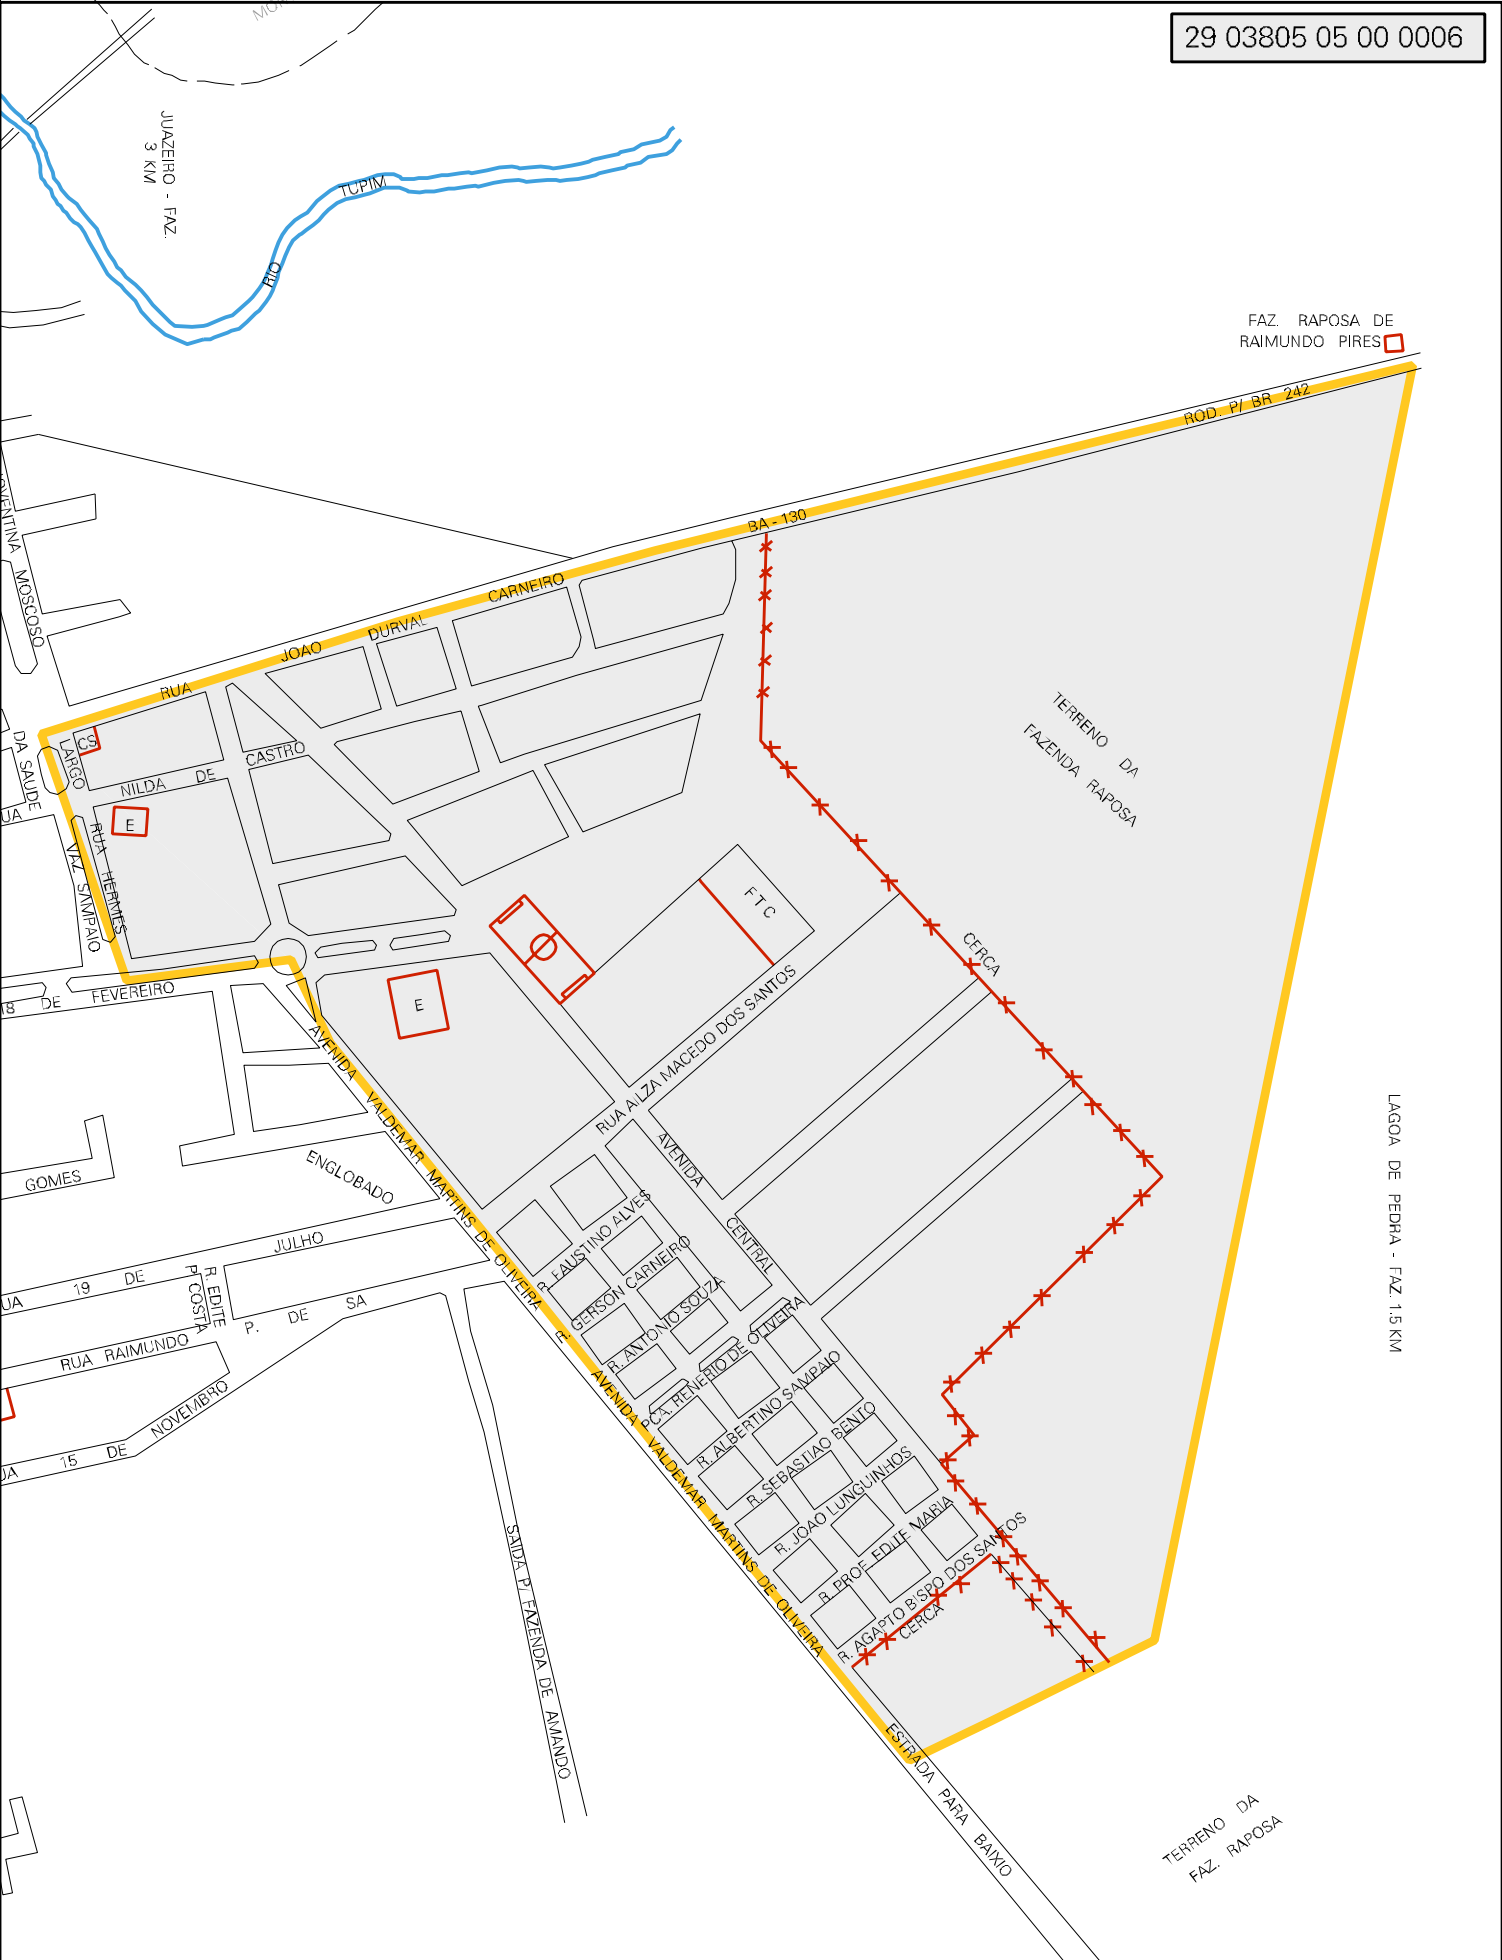 29 03805 05 00 0006
JUAZEIRO - FAZ.
3 KM
TUPIM
RIO
FAZ. RAPOSA DE
RAIMUNDO PIRES
ROD. P/ BR 242
BA - 130
CARNEIRO
DURVAL
JOAO
RUA
MOSCOSO
DA SAUDE
LARGO
CS
NILDA DE CASTRO
E
RUA HERMES
VAZ SAMPAIO
18 DE FEVEREIRO
TERRENO DA
FAZENDA RAPOSA
F T C
CERCA
E
RUA AILZA MACEDO DOS SANTOS
AVENIDA VALDEMAR MARTINS DE OLIVEIRA
ENGLOBADO
GOMES
AVENIDA CENTRAL
LAGOA DE PEDRA - FAZ. 1.5 KM
19 DE JULHO
R. EDITE
P. COSTA
P. DE SA
RUA RAIMUNDO
15 DE NOVEMBRO
R. FAUSTINO ALVES
R. GERSON CARNEIRO
R. ANTONIO SOUZA
PCA. RENERIO DE OLIVEIRA
R. ALBERTINO SAMPAIO
R. SEBASTIAO BENTO
R. JOAO LUNGUINHOS
R. PROF. EDITE MARIA
R. AGAPTO BISPO DOS SANTOS
CERCA
AVENIDA VALDEMAR MARTINS DE OLIVEIRA
SAIDA P/ FAZENDA DE AMANDO
ESTRADA PARA BAIXIO
TERRENO DA
FAZ. RAPOSA